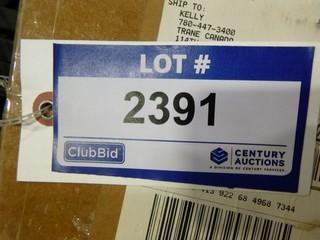 SHIP TO:
KELLY
780-447-3400
TRANE CANADA
114TH
LOT #
2391
ClubBid
CENTURY
AUCTIONS
A DIVISION OF CENTURY SERVICES
922 68 4968 7344